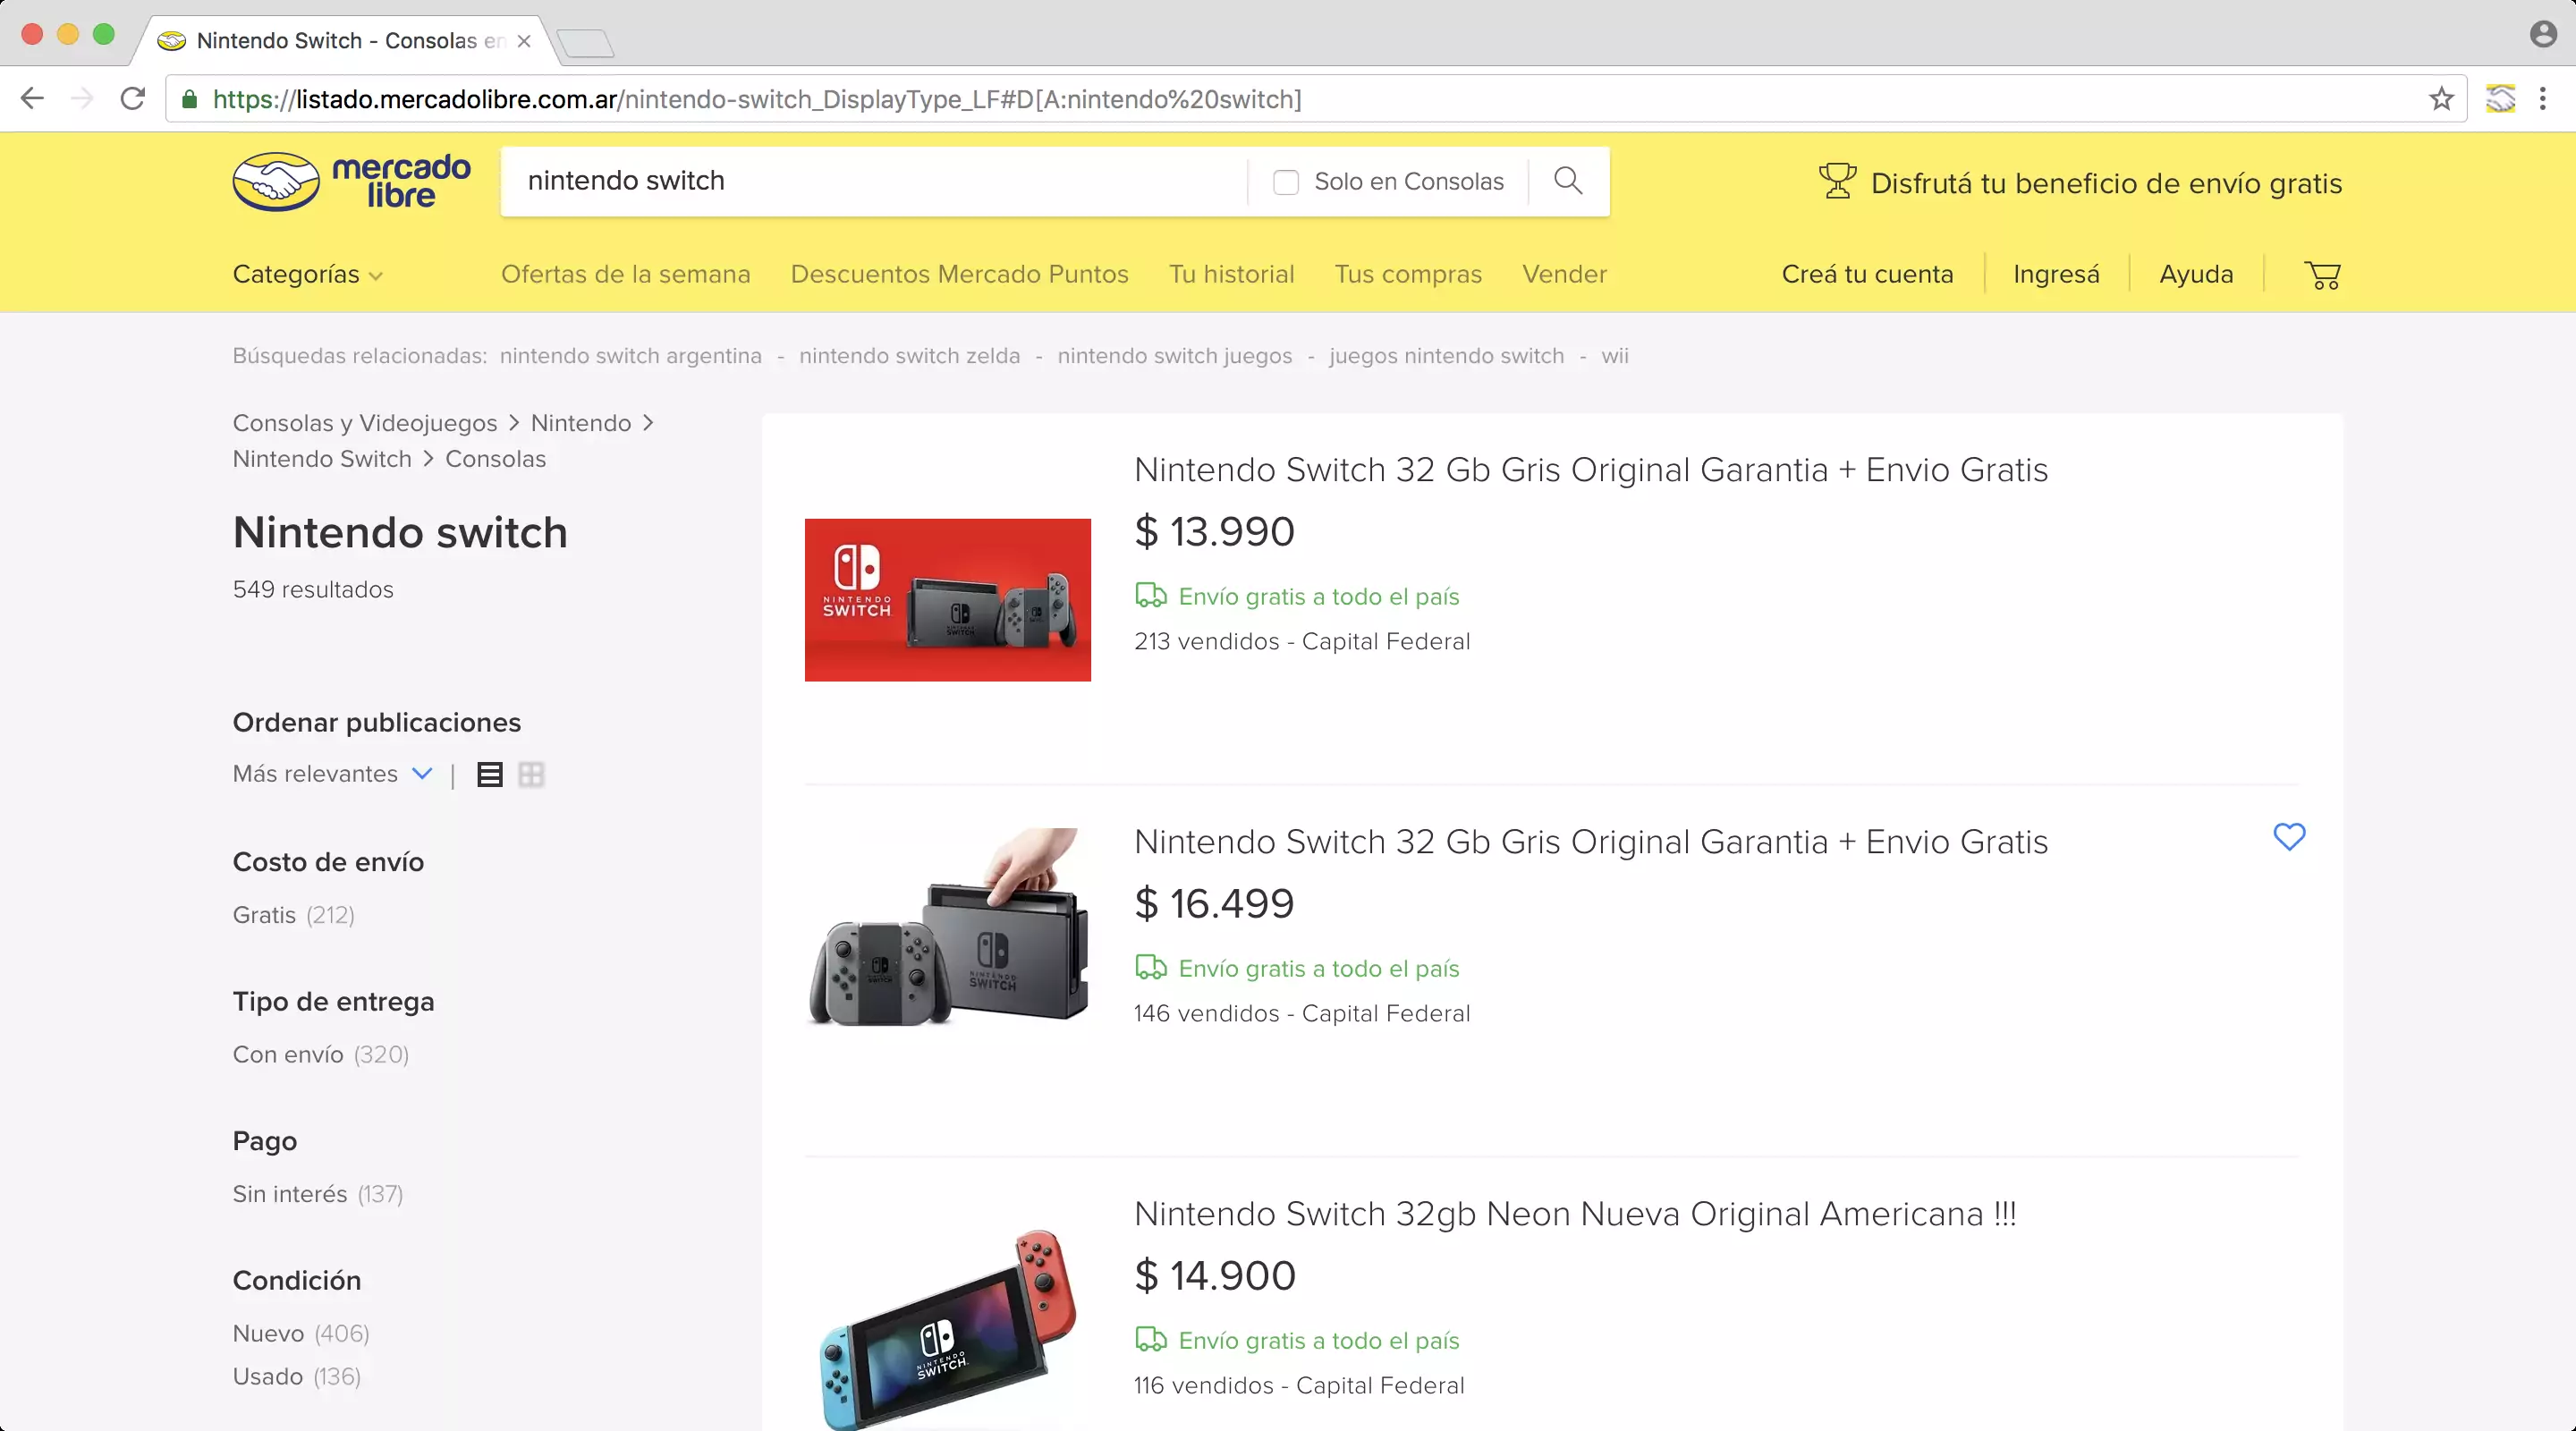 Nintendo Switch - Consolas en
https://listado.mercadolibre.com.ar/nintendo-switch_DisplayType_LF#D[A:nintendo%20switch]
mercado
libre
nintendo switch
Solo en Consolas
Disfrutá tu beneficio de envío gratis
Categorías
Ofertas de la semana
Descuentos Mercado Puntos
Tu historial
Tus compras
Vender
Creá tu cuenta
Ingresá
Ayuda
Búsquedas relacionadas: nintendo switch argentina - nintendo switch zelda - nintendo switch juegos - juegos nintendo switch - wii
Consolas y Videojuegos > Nintendo >
Nintendo Switch > Consolas
Nintendo switch
549 resultados
Ordenar publicaciones
Más relevantes
Costo de envío
Gratis (212)
Tipo de entrega
Con envío (320)
Pago
Sin interés (137)
Condición
Nuevo (406)
Usado (136)
NINTENDO
SWITCH
NINTENDO
SWITCH
Nintendo Switch 32 Gb Gris Original Garantia + Envio Gratis
$ 13.990
Envío gratis a todo el país
213 vendidos - Capital Federal
NINTENDO
SWITCH
NINTENDO
SWITCH
Nintendo Switch 32 Gb Gris Original Garantia + Envio Gratis
$ 16.499
Envío gratis a todo el país
146 vendidos - Capital Federal
NINTENDO
SWITCH
Nintendo Switch 32gb Neon Nueva Original Americana !!!
$ 14.900
Envío gratis a todo el país
116 vendidos - Capital Federal